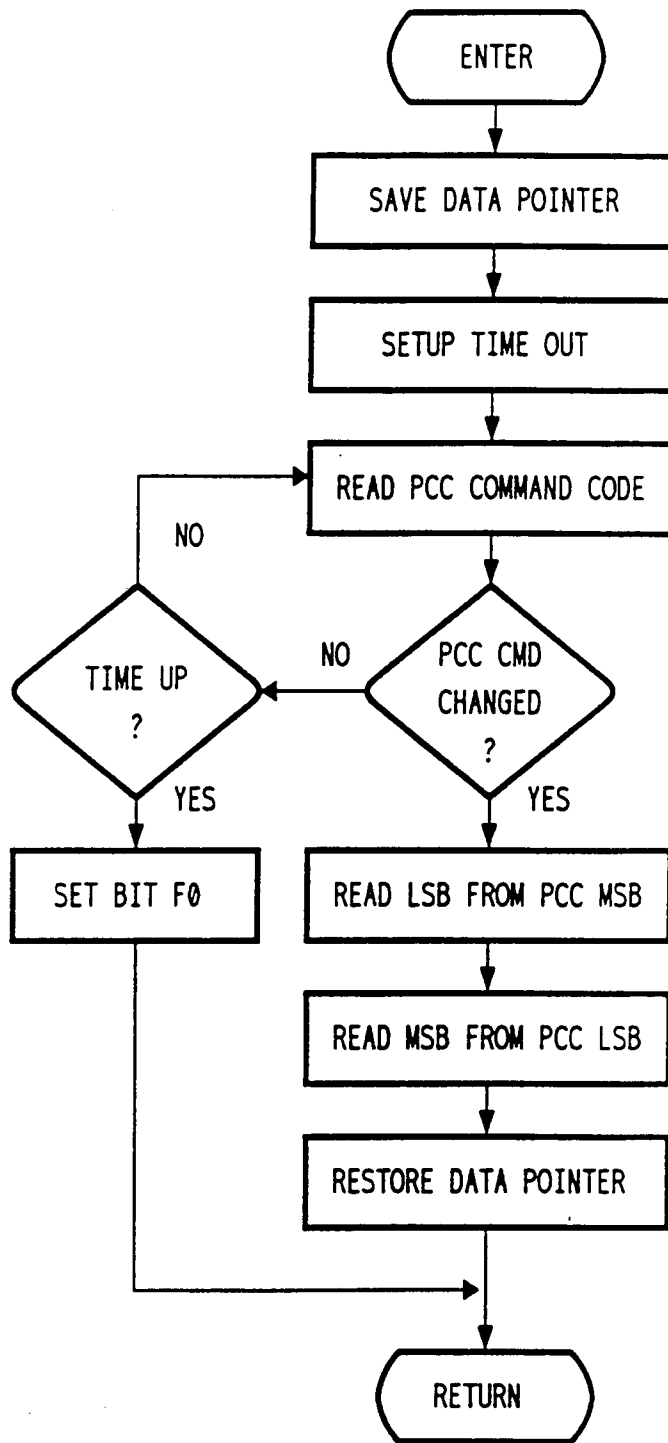 ENTER
SAVE DATA POINTER
SETUP TIME OUT
READ PCC COMMAND CODE
NO
TIME UP
?
NO
PCC CMD
CHANGED
?
YES
YES
SET BIT F0
READ LSB FROM PCC MSB
READ MSB FROM PCC LSB
RESTORE DATA POINTER
RETURN